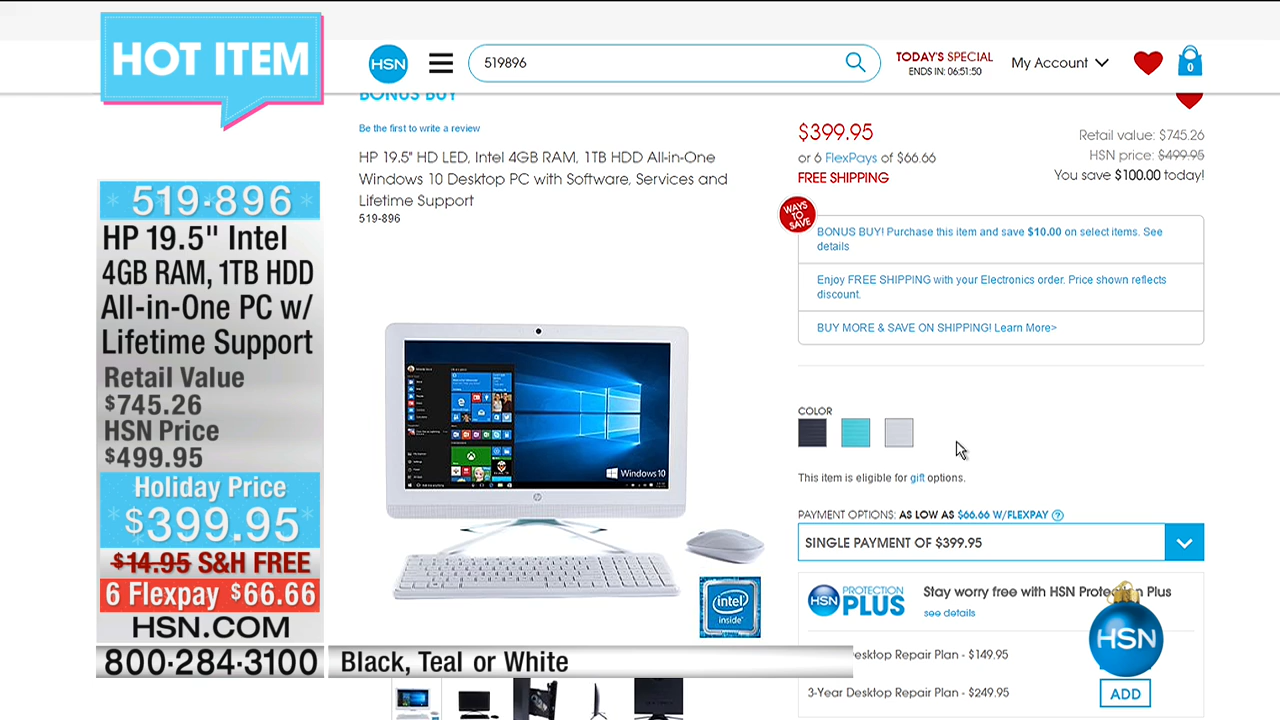 HOT ITEM
HSN
519896
TODAY'S SPECIAL
ENDS IN: 06:51:50
My Account
0
BONUS BUY
Be the first to write a review
HP 19.5" HD LED, Intel 4GB RAM, 1TB HDD All-in-One
Windows 10 Desktop PC with Software, Services and
Lifetime Support
519-896
$399.95
or 6 FlexPays of $66.66
FREE SHIPPING
Retail value: $745.26
HSN price: $499.95
You save $100.00 today!
WAYS
TO
SAVE
BONUS BUY! Purchase this item and save $10.00 on select items. See
details
Enjoy FREE SHIPPING with your Electronics order. Price shown reflects
discount.
BUY MORE & SAVE ON SHIPPING! Learn More>
COLOR
This item is eligible for gift options.
PAYMENT OPTIONS: AS LOW AS $66.66 W/FLEXPAY ?
SINGLE PAYMENT OF $399.95
HSN PROTECTION
PLUS
Stay worry free with HSN Protection Plus
see details
esktop Repair Plan - $149.95
3-Year Desktop Repair Plan - $249.95
HSN
ADD
519-896
HP 19.5" Intel
4GB RAM, 1TB HDD
All-in-One PC w/
Lifetime Support
Retail Value
$745.26
HSN Price
$499.95
Holiday Price
$399.95
$14.95 S&H FREE
6 Flexpay $66.66
HSN.COM
800-284-3100
Black, Teal or White
Windows 10
hp
intel
inside